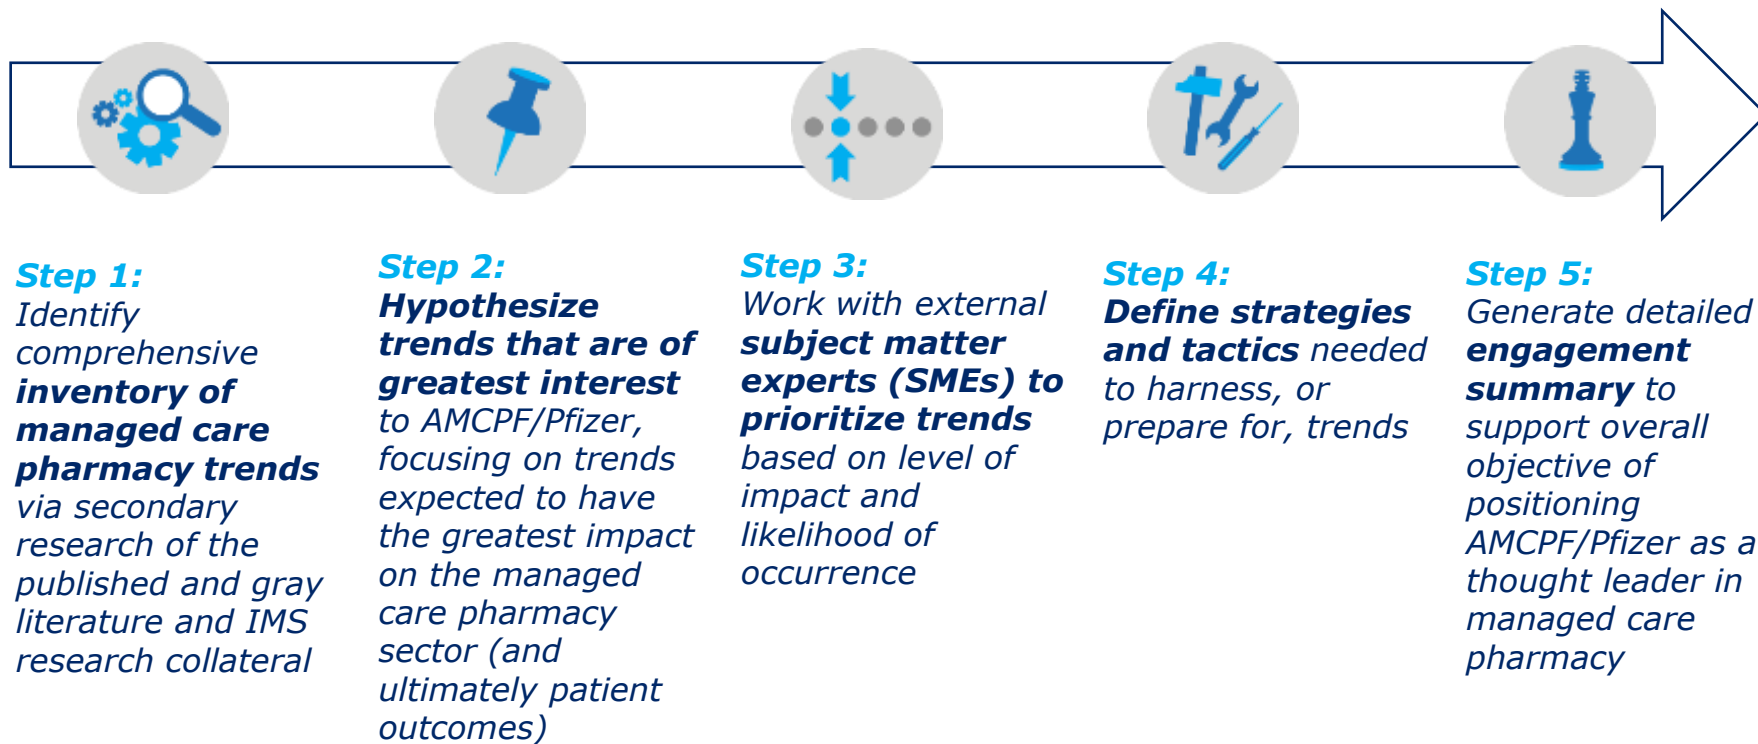 Step 1:
Identify
comprehensive
inventory of
managed care
pharmacy trends
via secondary
research of the
published and gray
literature and IMS
research collateral
Step 2:
Hypothesize
trends that are of
greatest interest
to AMCPF/Pfizer,
focusing on trends
expected to have
the greatest impact
on the managed
care pharmacy
sector (and
ultimately patient
outcomes)
Step 3:
Work with external
subject matter
experts (SMEs) to
prioritize trends
based on level of
impact and
likelihood of
occurrence
Step 4:
Define strategies
and tactics needed
to harness, or
prepare for, trends
Step 5:
Generate detailed
engagement
summary to
support overall
objective of
positioning
AMCPF/Pfizer as a
thought leader in
managed care
pharmacy